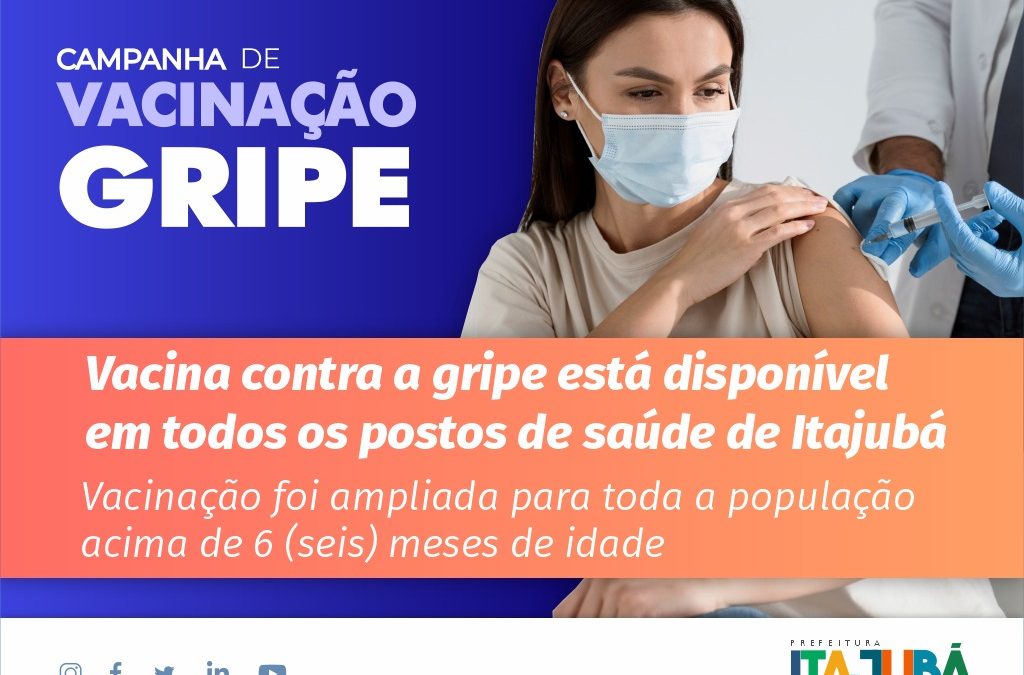 CAMPANHA DE
VACINAÇÃO
GRIPE
Vacina contra a gripe está disponível
em todos os postos de saúde de Itajubá
Vacinação foi ampliada para toda a população
acima de 6 (seis) meses de idade
PREFEITURA
ITAJUBÁ